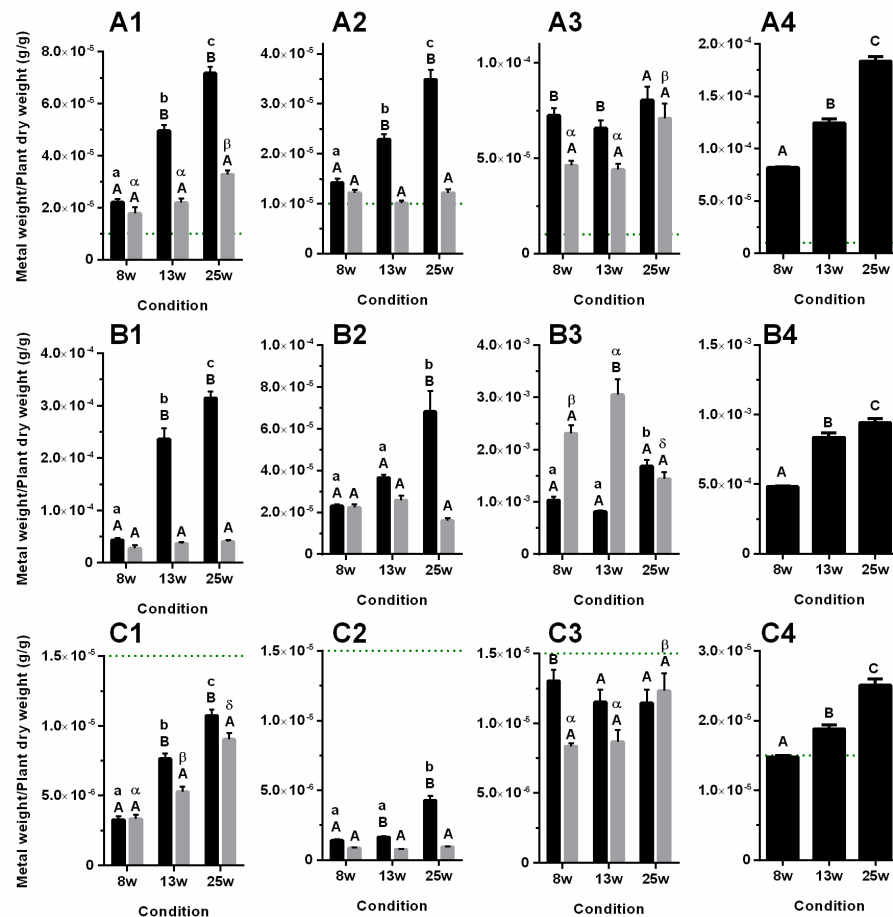 A1
Metal weight/Plant dry weight (g/g)
8.0×10⁻⁵
6.0×10⁻⁵
4.0×10⁻⁵
2.0×10⁻⁵
0
a
A
α
A
b
B
α
A
c
B
β
A
8w 13w 25w
Condition
A2
4.0×10⁻⁵
3.0×10⁻⁵
2.0×10⁻⁵
1.0×10⁻⁵
0
a
A
A
b
B
A
c
B
A
8w 13w 25w
Condition
A3
1.0×10⁻⁴
5.0×10⁻⁵
0
B
α
A
B
α
A
A
β
A
8w 13w 25w
Condition
A4
2.0×10⁻⁴
1.5×10⁻⁴
1.0×10⁻⁴
5.0×10⁻⁵
0
A
B
C
8w 13w 25w
Condition
B1
Metal weight/Plant dry weight (g/g)
4.0×10⁻⁴
3.0×10⁻⁴
2.0×10⁻⁴
1.0×10⁻⁴
0
a
A
A
b
B
A
c
B
A
8w 13w 25w
Condition
B2
1.0×10⁻⁴
8.0×10⁻⁵
6.0×10⁻⁵
4.0×10⁻⁵
2.0×10⁻⁵
0
a
A
A
a
A
A
b
B
A
8w 13w 25w
Condition
B3
4.0×10⁻³
3.0×10⁻³
2.0×10⁻³
1.0×10⁻³
0
a
A
β
A
a
A
α
B
b
A
δ
A
8w 13w 25w
Condition
B4
1.5×10⁻³
1.0×10⁻³
5.0×10⁻⁴
0
A
B
C
8w 13w 25w
Condition
C1
Metal weight/Plant dry weight (g/g)
1.5×10⁻⁵
1.0×10⁻⁵
5.0×10⁻⁶
0
a
A
α
A
b
B
β
A
c
B
δ
A
8w 13w 25w
Condition
C2
1.5×10⁻⁵
1.0×10⁻⁵
5.0×10⁻⁶
0
a
A
A
a
B
A
b
B
A
8w 13w 25w
Condition
C3
1.5×10⁻⁵
1.0×10⁻⁵
5.0×10⁻⁶
0
B
α
A
A
α
A
A
β
A
8w 13w 25w
Condition
C4
3.0×10⁻⁵
2.0×10⁻⁵
1.0×10⁻⁵
0
A
B
C
8w 13w 25w
Condition